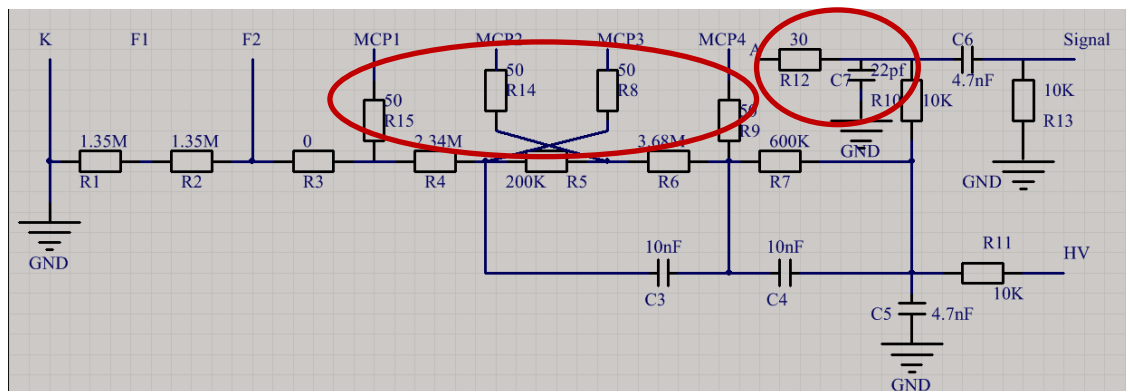 K
F1
F2
MCP1
MCP2
MCP3
MCP4
A
30
R12
C7
22pf
C6
4.7nF
Signal
50
R15
50
R14
50
R8
50
R9
R10
10K
10K
R13
GND
GND
1.35M
R1
1.35M
R2
0
R3
2.34M
R4
200K
R5
3.68M
R6
600K
R7
GND
10nF
C3
10nF
C4
R11
10K
HV
C5
4.7nF
GND